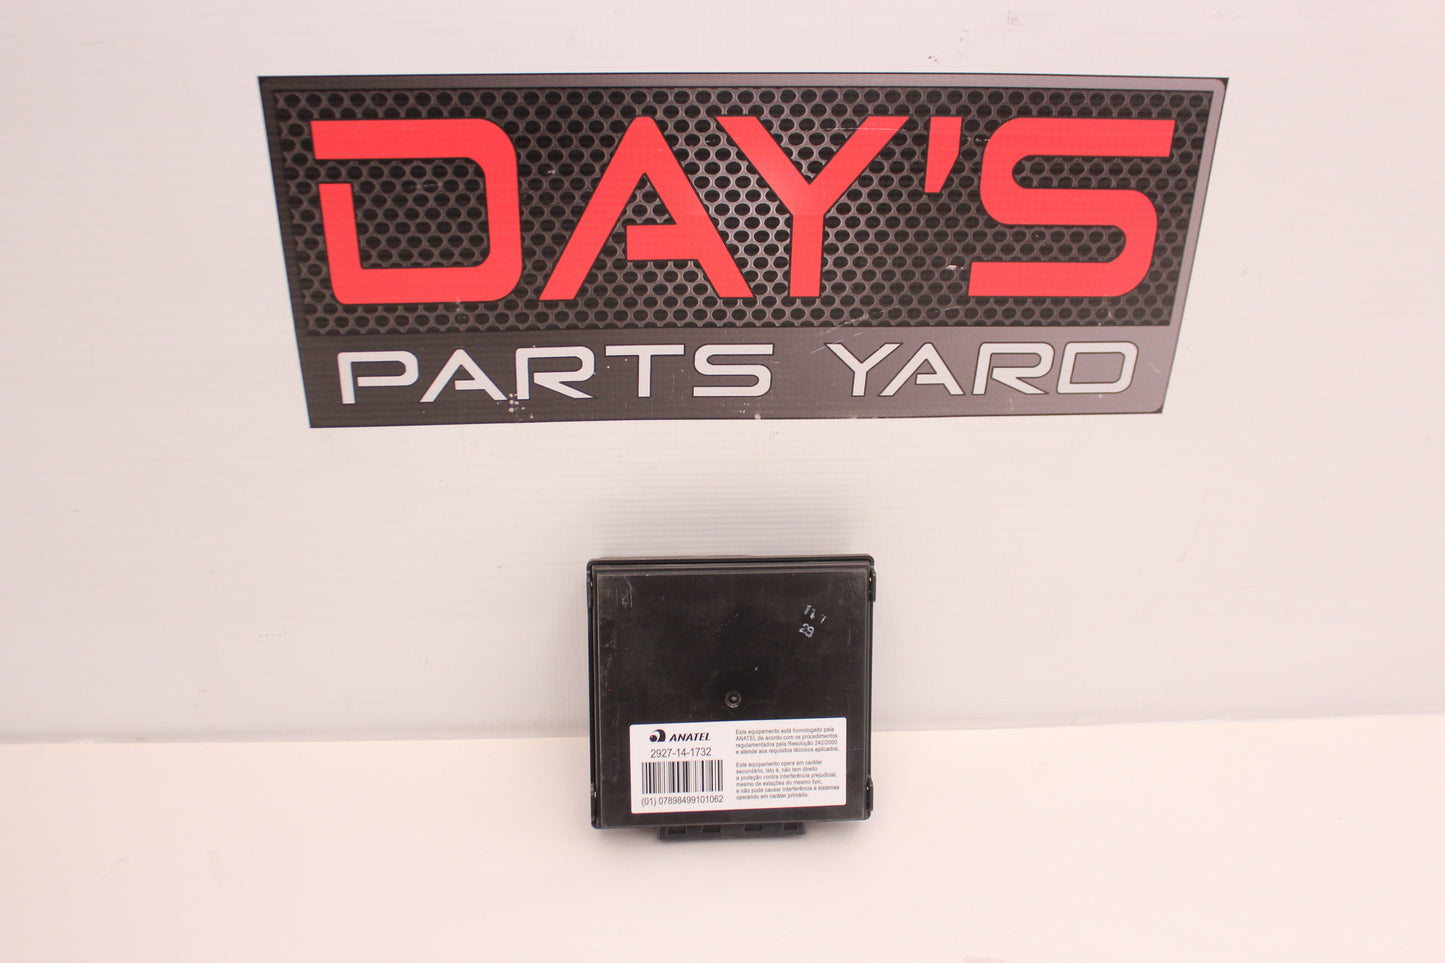 DAY'S
PARTS YARD
29
ANATEL
2927-14-1732
(01) 07898499101062
Este equipamento está homologado pela
ANATEL de acordo com os procedimentos
regulamentados pela Resolução 242/2000
e atende aos requisitos técnicos aplicados.
Este equipamento opera em caráter
secundário, isto é, não tem direito
a proteção contra interferência prejudicial,
mesmo de estações do mesmo tipo,
e não pode causar interferência a sistemas
operando em caráter primário.